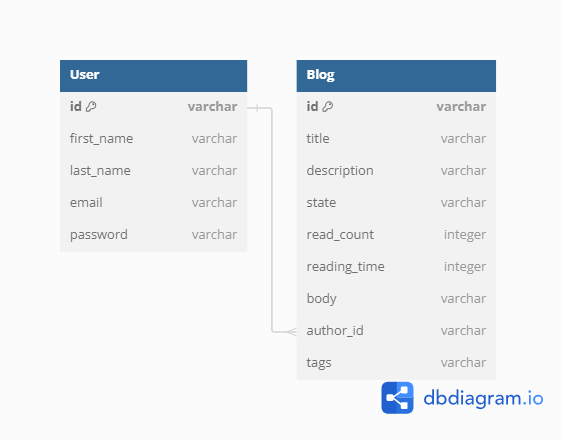 User
id varchar
first_name varchar
last_name varchar
email varchar
password varchar
Blog
id varchar
title varchar
description varchar
state varchar
read_count integer
reading_time integer
body varchar
author_id varchar
tags varchar
dbdiagram.io